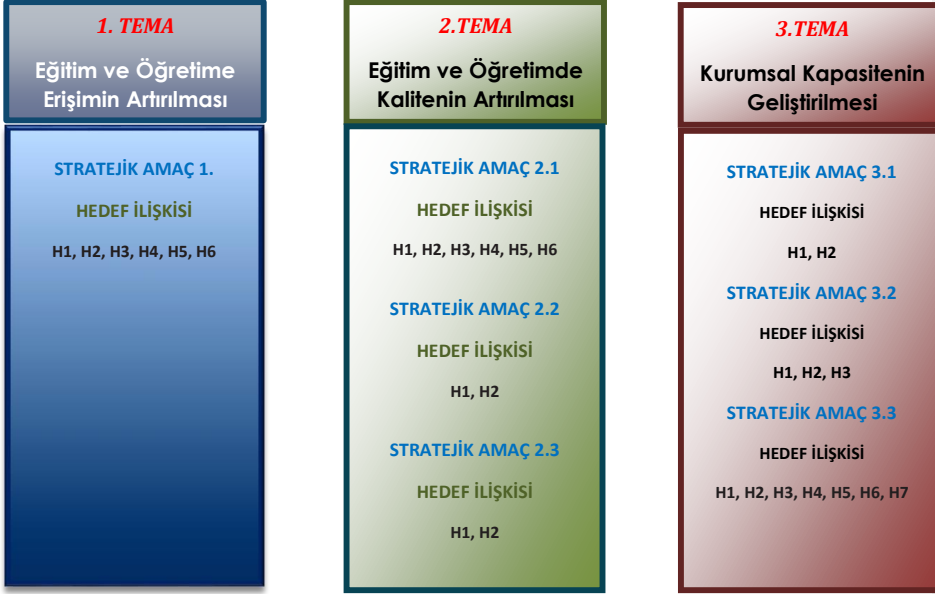 1. TEMA
Eğitim ve Öğretime
Erişimin Artırılması
STRATEJİK AMAÇ 1.
HEDEF İLİŞKİSİ
H1, H2, H3, H4, H5, H6
2.TEMA
Eğitim ve Öğretimde
Kalitenin Artırılması
STRATEJİK AMAÇ 2.1
HEDEF İLİŞKİSİ
H1, H2, H3, H4, H5, H6
STRATEJİK AMAÇ 2.2
HEDEF İLİŞKİSİ
H1, H2
STRATEJİK AMAÇ 2.3
HEDEF İLİŞKİSİ
H1, H2
3.TEMA
Kurumsal Kapasitenin
Geliştirilmesi
STRATEJİK AMAÇ 3.1
HEDEF İLİŞKİSİ
H1, H2
STRATEJİK AMAÇ 3.2
HEDEF İLİŞKİSİ
H1, H2, H3
STRATEJİK AMAÇ 3.3
HEDEF İLİŞKİSİ
H1, H2, H3, H4, H5, H6, H7